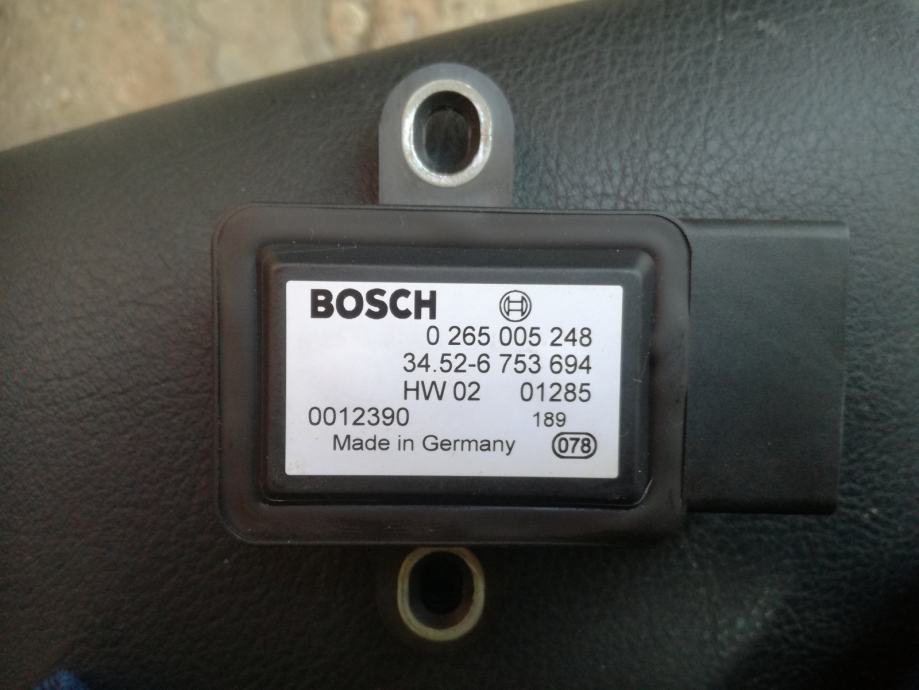 BOSCH
0 265 005 248
34.52-6 753 694
HW 02 01285
0012390 189
Made in Germany 078